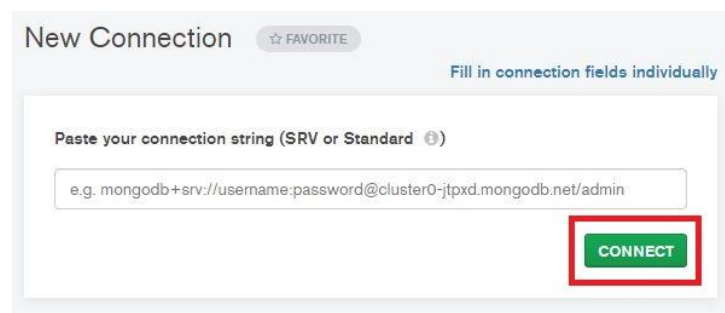 New Connection ☆ FAVORITE
Fill in connection fields individually
Paste your connection string (SRV or Standard ⓘ)
e.g. mongodb+srv://username:password@cluster0-jtpxd.mongodb.net/admin
CONNECT